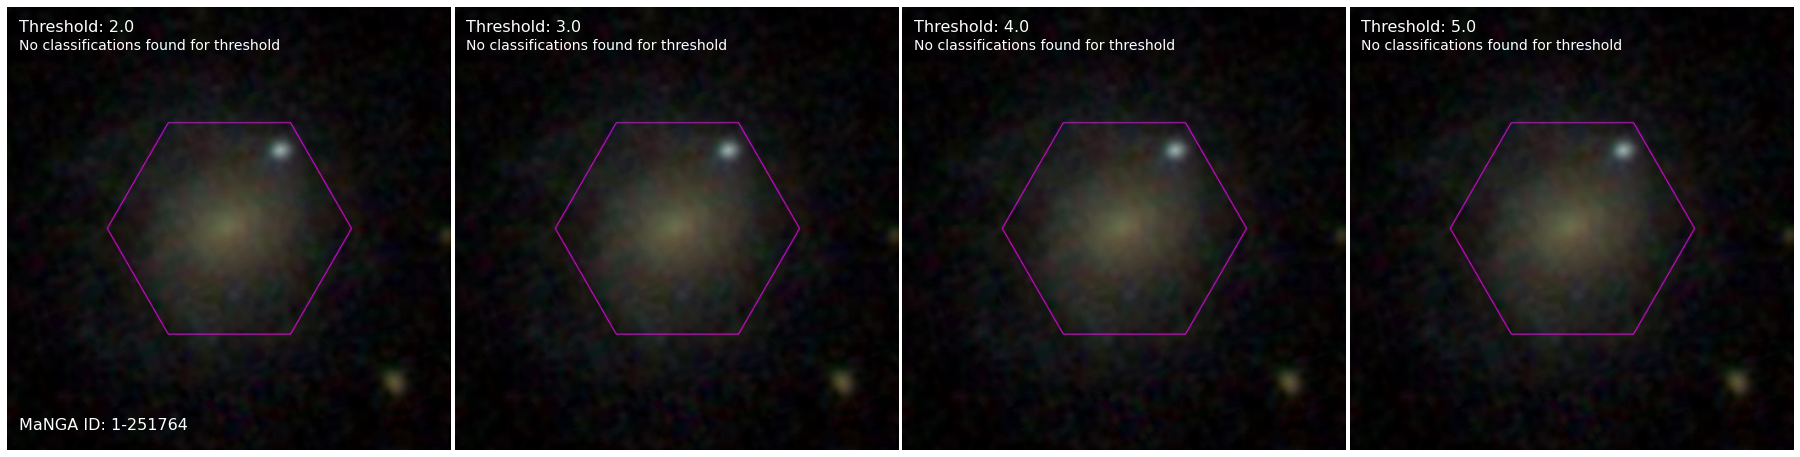 Threshold: 2.0
No classifications found for threshold
MaNGA ID: 1-251764
Threshold: 3.0
No classifications found for threshold
Threshold: 4.0
No classifications found for threshold
Threshold: 5.0
No classifications found for threshold